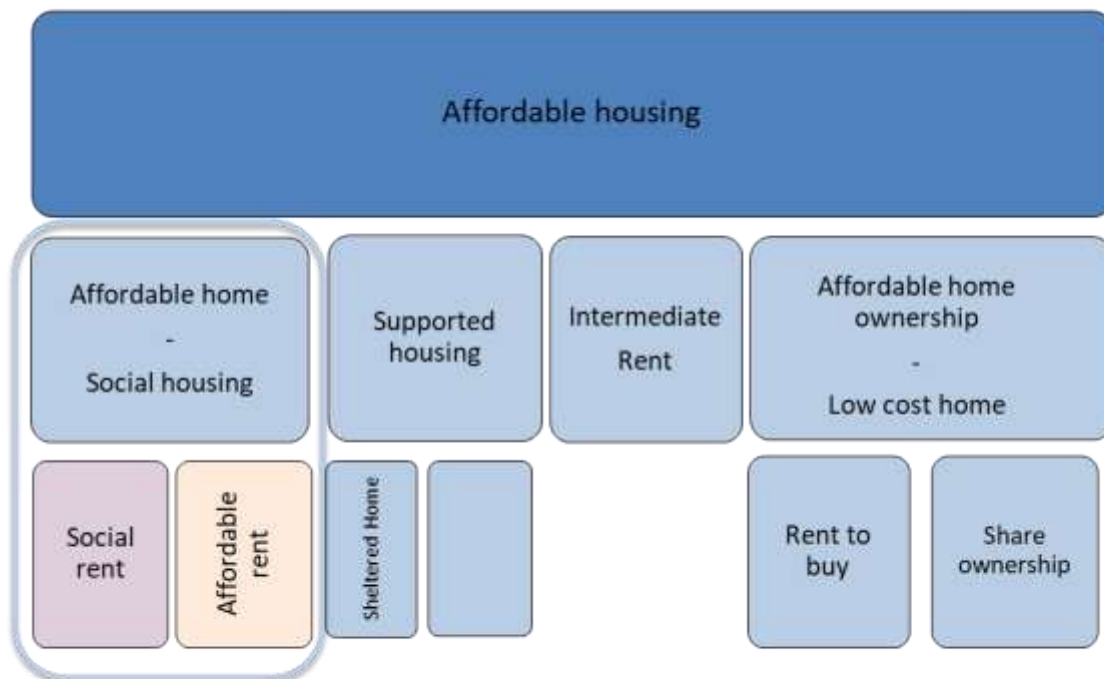 Affordable housing
Affordable home
-
Social housing
Supported
housing
Intermediate
Rent
Affordable home
ownership
-
Low cost home
Social
rent
Affordable
rent
Sheltered Home
Rent to
buy
Share
ownership